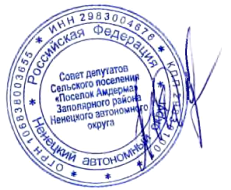 * ИНН 2983004676 * КПП
* ОГРН 1068383003655 *
* Российская Федерация *
Ненецкий автономный
Совет депутатов
Сельского поселения
«Поселок Амдерма»
Заполярного района
Ненецкого автономного
округа